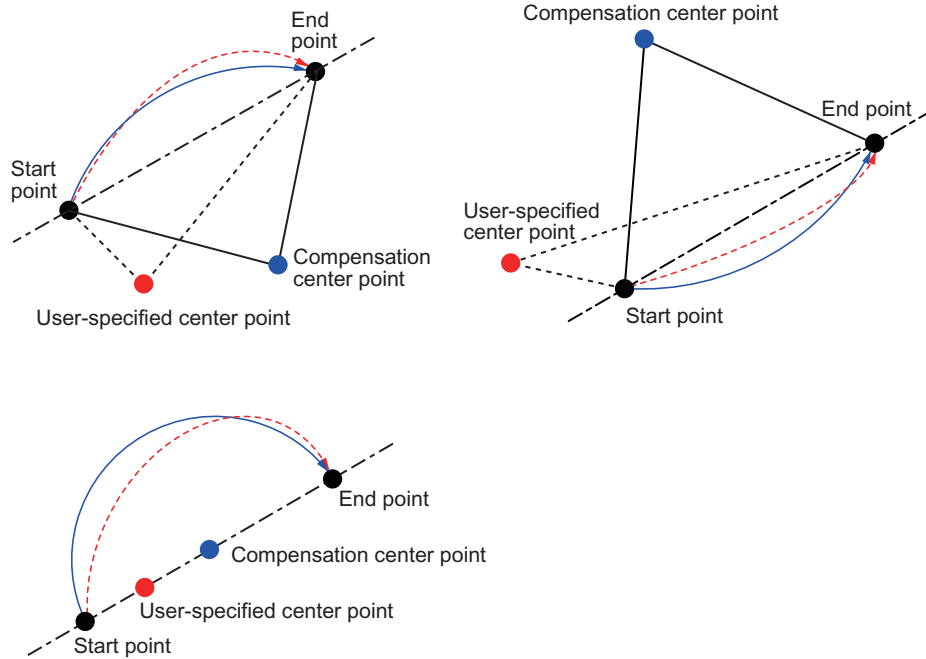 End
point
Start
point
Compensation
center point
User-specified center point
Compensation center point
End point
User-specified
center point
Start point
End point
Compensation center point
User-specified center point
Start point